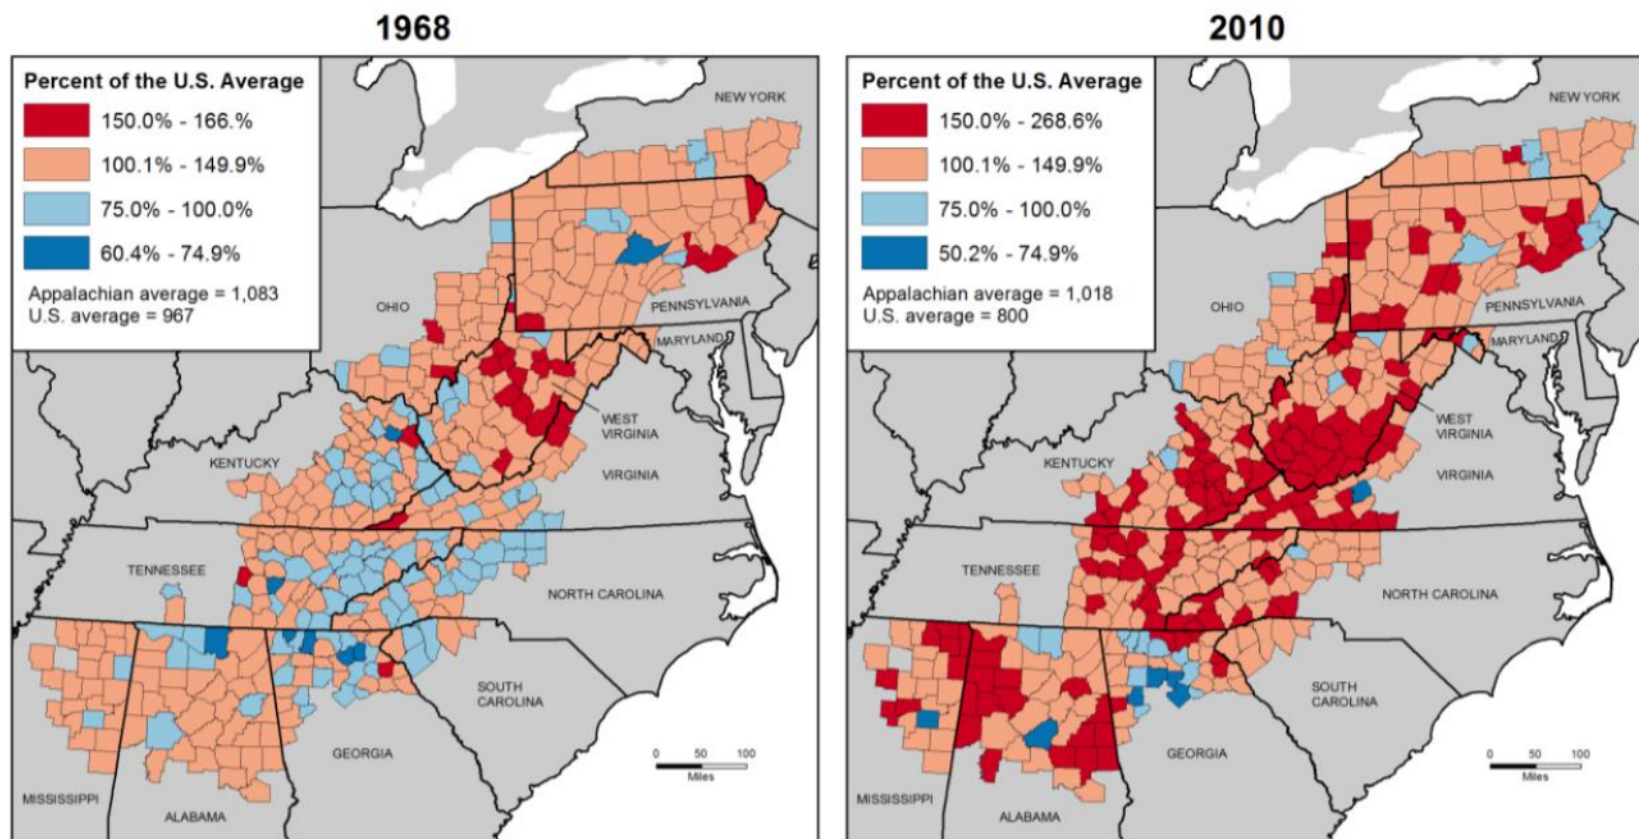 1968
Percent of the U.S. Average
150.0% - 166.%
100.1% - 149.9%
75.0% - 100.0%
60.4% - 74.9%
Appalachian average = 1,083
U.S. average = 967
NEW YORK
PENNSYLVANIA
OHIO
MARYLAND
WEST
VIRGINIA
VIRGINIA
KENTUCKY
TENNESSEE
NORTH CAROLINA
SOUTH
CAROLINA
GEORGIA
MISSISSIPPI
ALABAMA
0 50 100
Miles
2010
Percent of the U.S. Average
150.0% - 268.6%
100.1% - 149.9%
75.0% - 100.0%
50.2% - 74.9%
Appalachian average = 1,018
U.S. average = 800
NEW YORK
PENNSYLVANIA
OHIO
MARYLAND
WEST
VIRGINIA
VIRGINIA
KENTUCKY
TENNESSEE
NORTH CAROLINA
SOUTH
CAROLINA
GEORGIA
MISSISSIPPI
ALABAMA
0 50 100
Miles